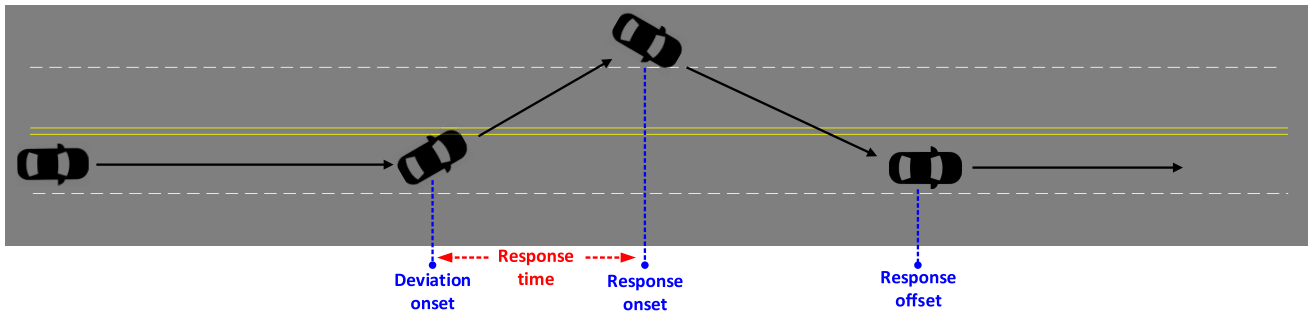 Response
time
Deviation
onset
Response
onset
Response
offset